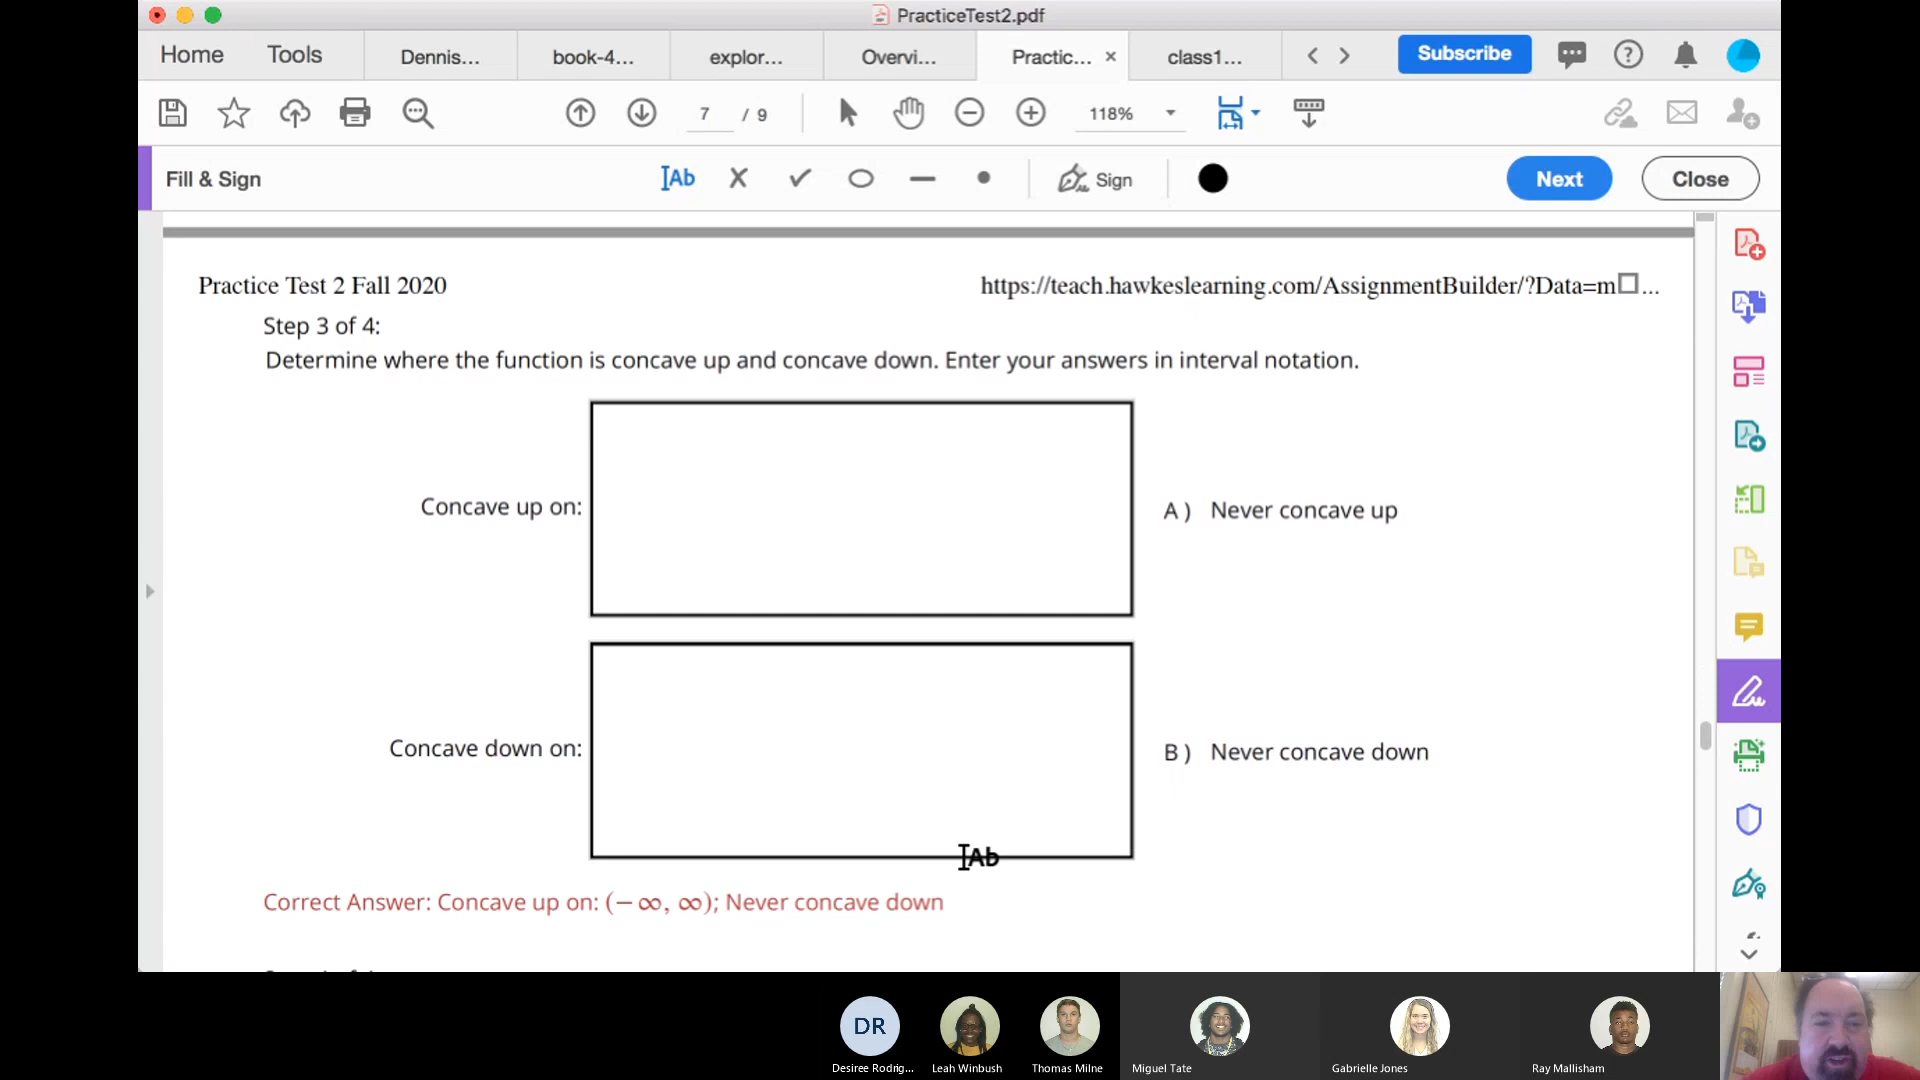 PracticeTest2.pdf
Home Tools Dennis... book-4... explor... Overvi... Practic... × class1... Subscribe
7 / 9 118%
Fill & Sign Ab Sign Next Close
Practice Test 2 Fall 2020 https://teach.hawkeslearning.com/AssignmentBuilder/?Data=m□...
Step 3 of 4:
Determine where the function is concave up and concave down. Enter your answers in interval notation.
Concave up on: A ) Never concave up
Concave down on: B ) Never concave down
Ab
Correct Answer: Concave up on: (− ∞, ∞); Never concave down
DR
Desiree Rodrig... Leah Winbush Thomas Milne Miguel Tate Gabrielle Jones Ray Mallisham